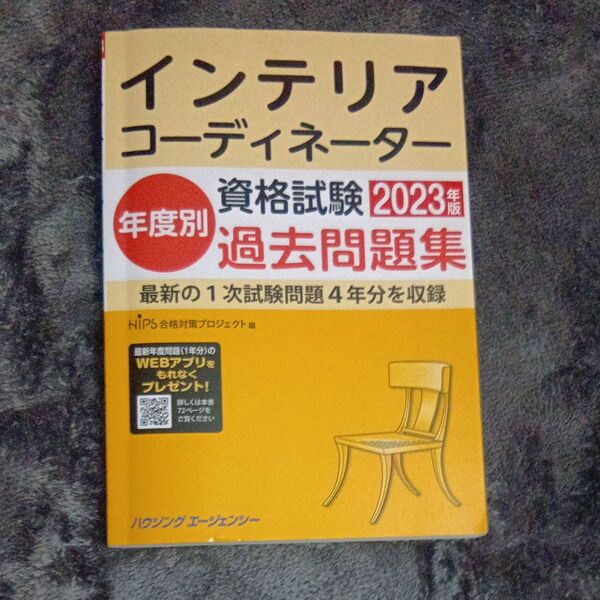 インテリア
コーディネーター
年度別
資格試験 2023年版
過去問題集
最新の1次試験問題4年分を収録
HIPS 合格対策プロジェクト 編
最新年度問題(1年分)の
WEBアプリを
もれなく
プレゼント!
詳しくは本書
72ページを
ご覧ください
ハウジング エージェンシー